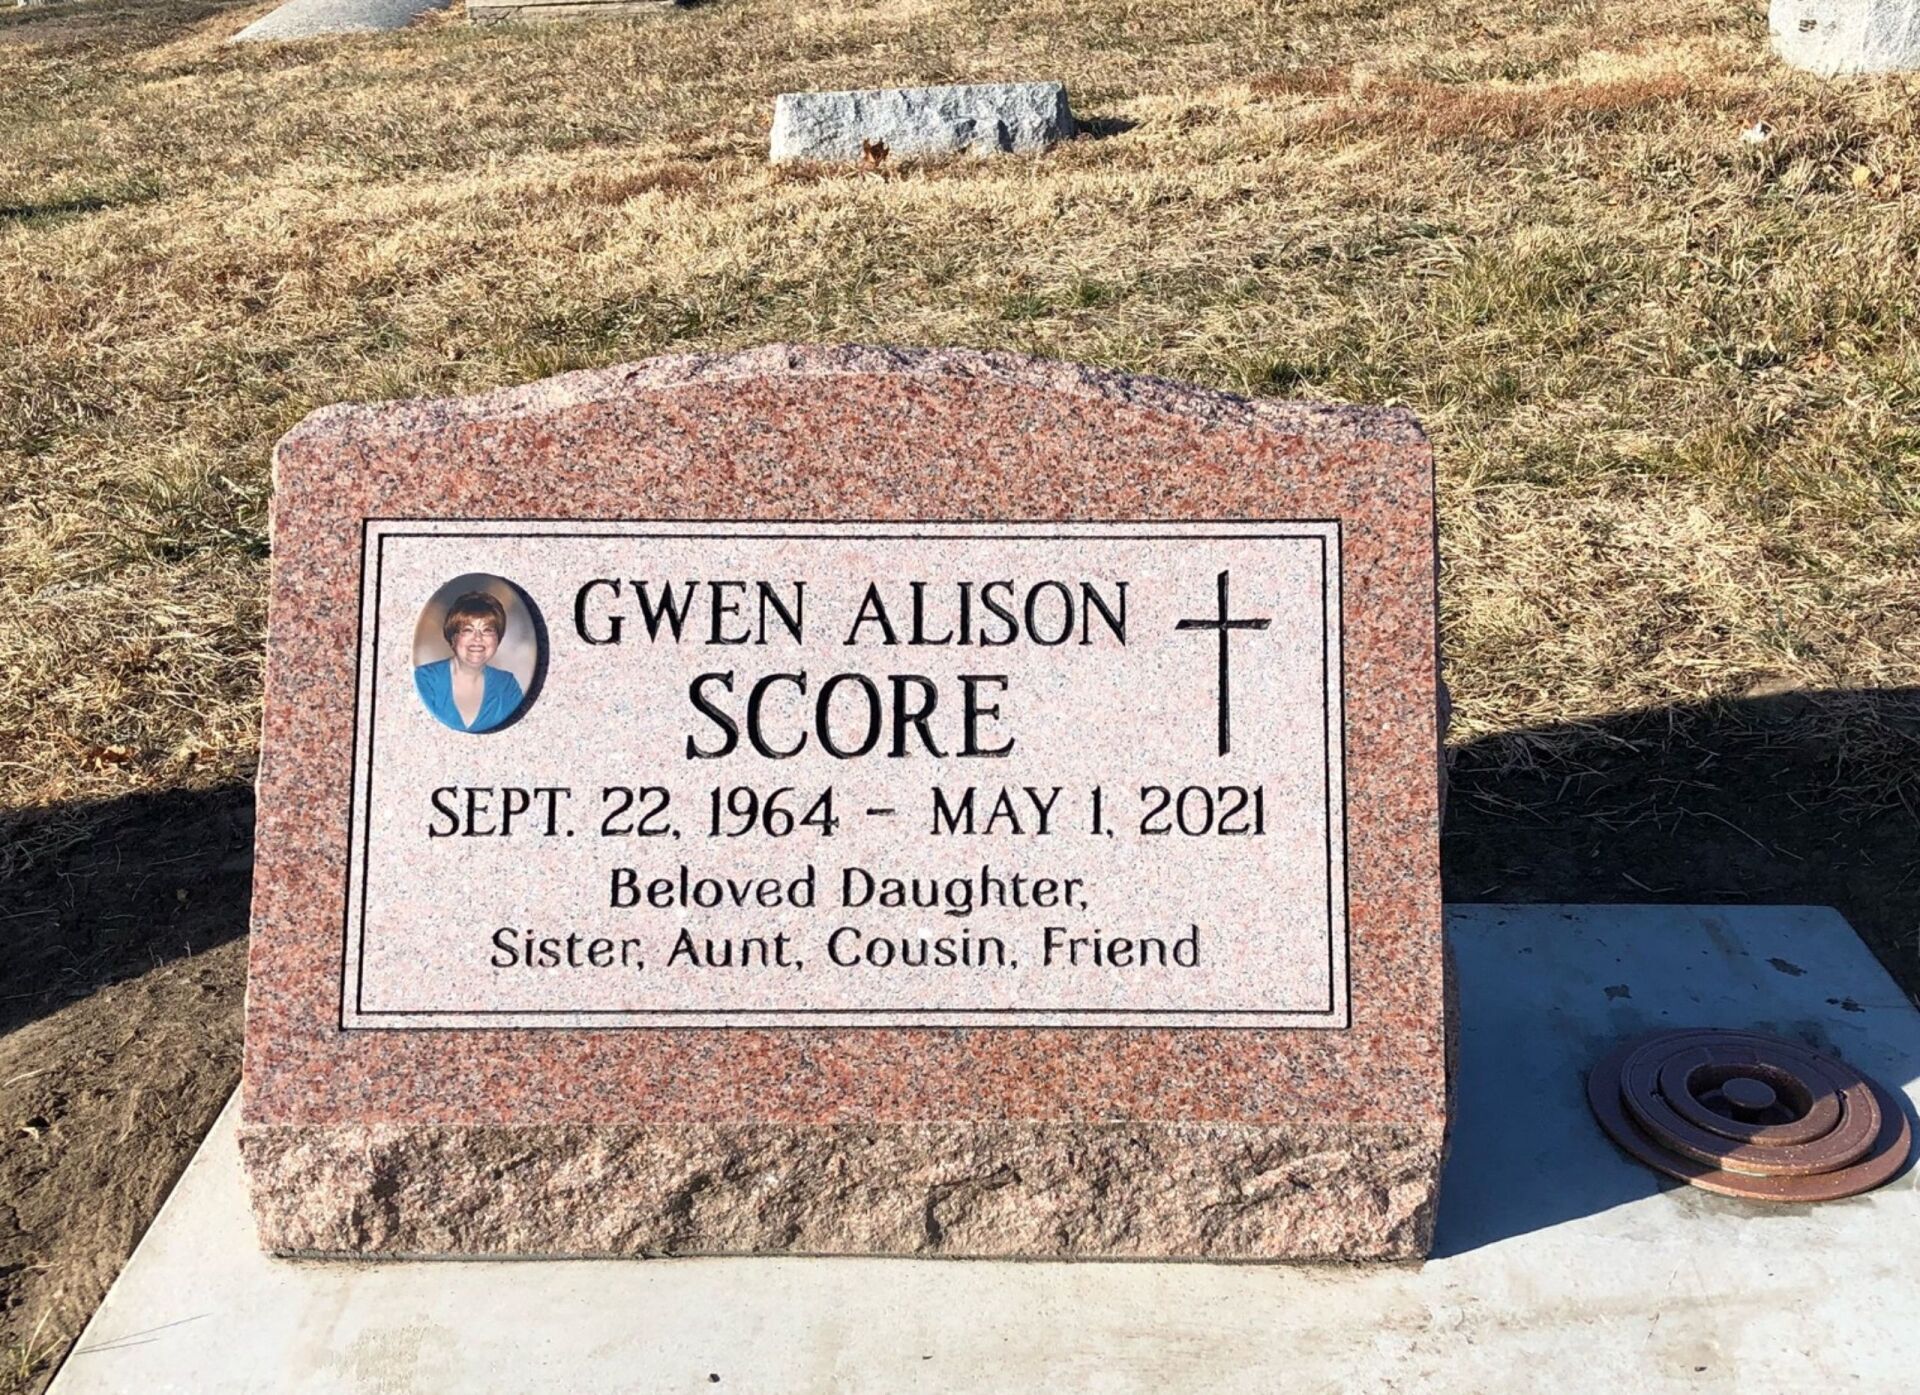 GWEN ALISON
SCORE
SEPT. 22, 1964 - MAY 1, 2021
Beloved Daughter,
Sister, Aunt, Cousin, Friend